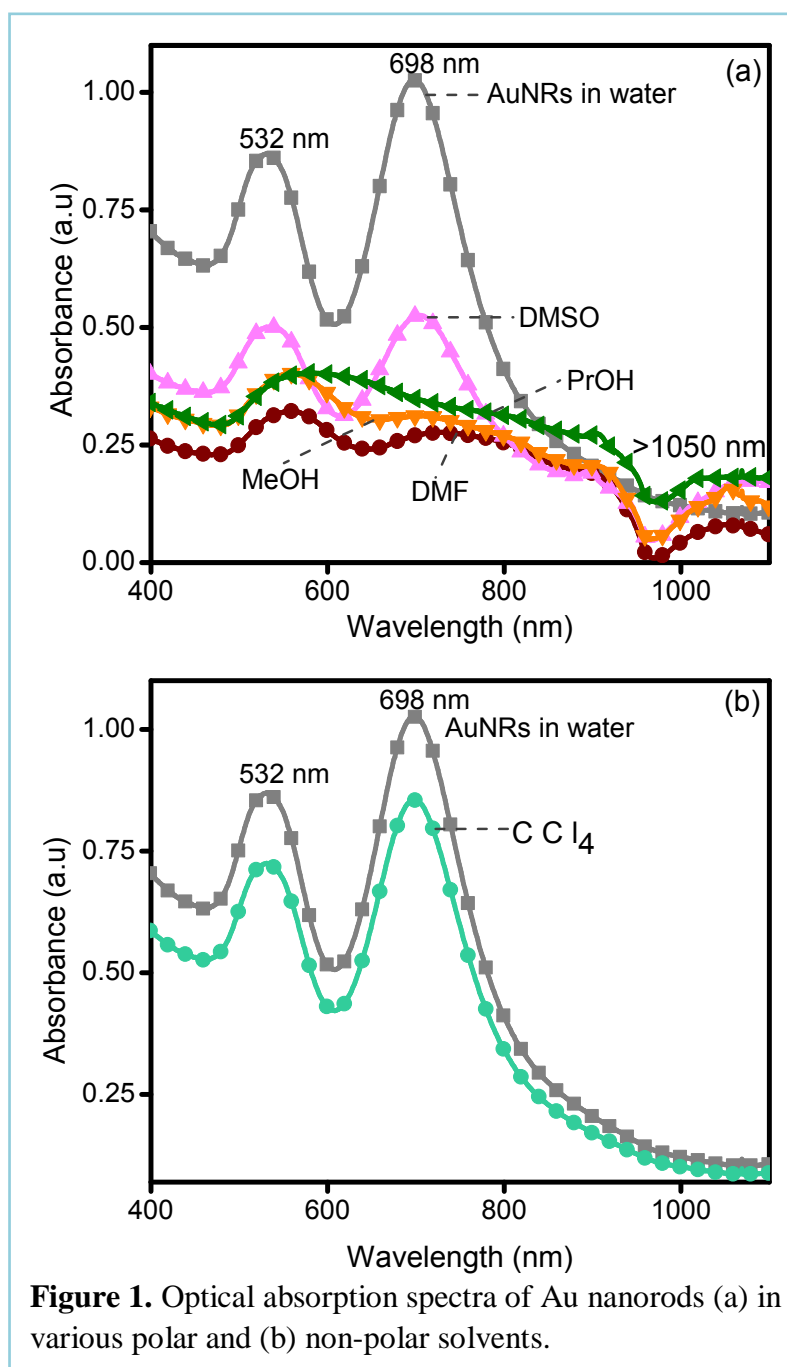 698 nm
(a)
1.00
AuNRs in water
532 nm
0.75
Absorbance (a.u)
0.50
DMSO
PrOH
0.25
>1050 nm
MeOH
DMF
0.00
400 600 800 1000
Wavelength (nm)
698 nm
(b)
1.00
AuNRs in water
532 nm
C C l4
0.75
Absorbance (a.u)
0.50
0.25
400 600 800 1000
Wavelength (nm)
Figure 1. Optical absorption spectra of Au nanorods (a) in
various polar and (b) non-polar solvents.